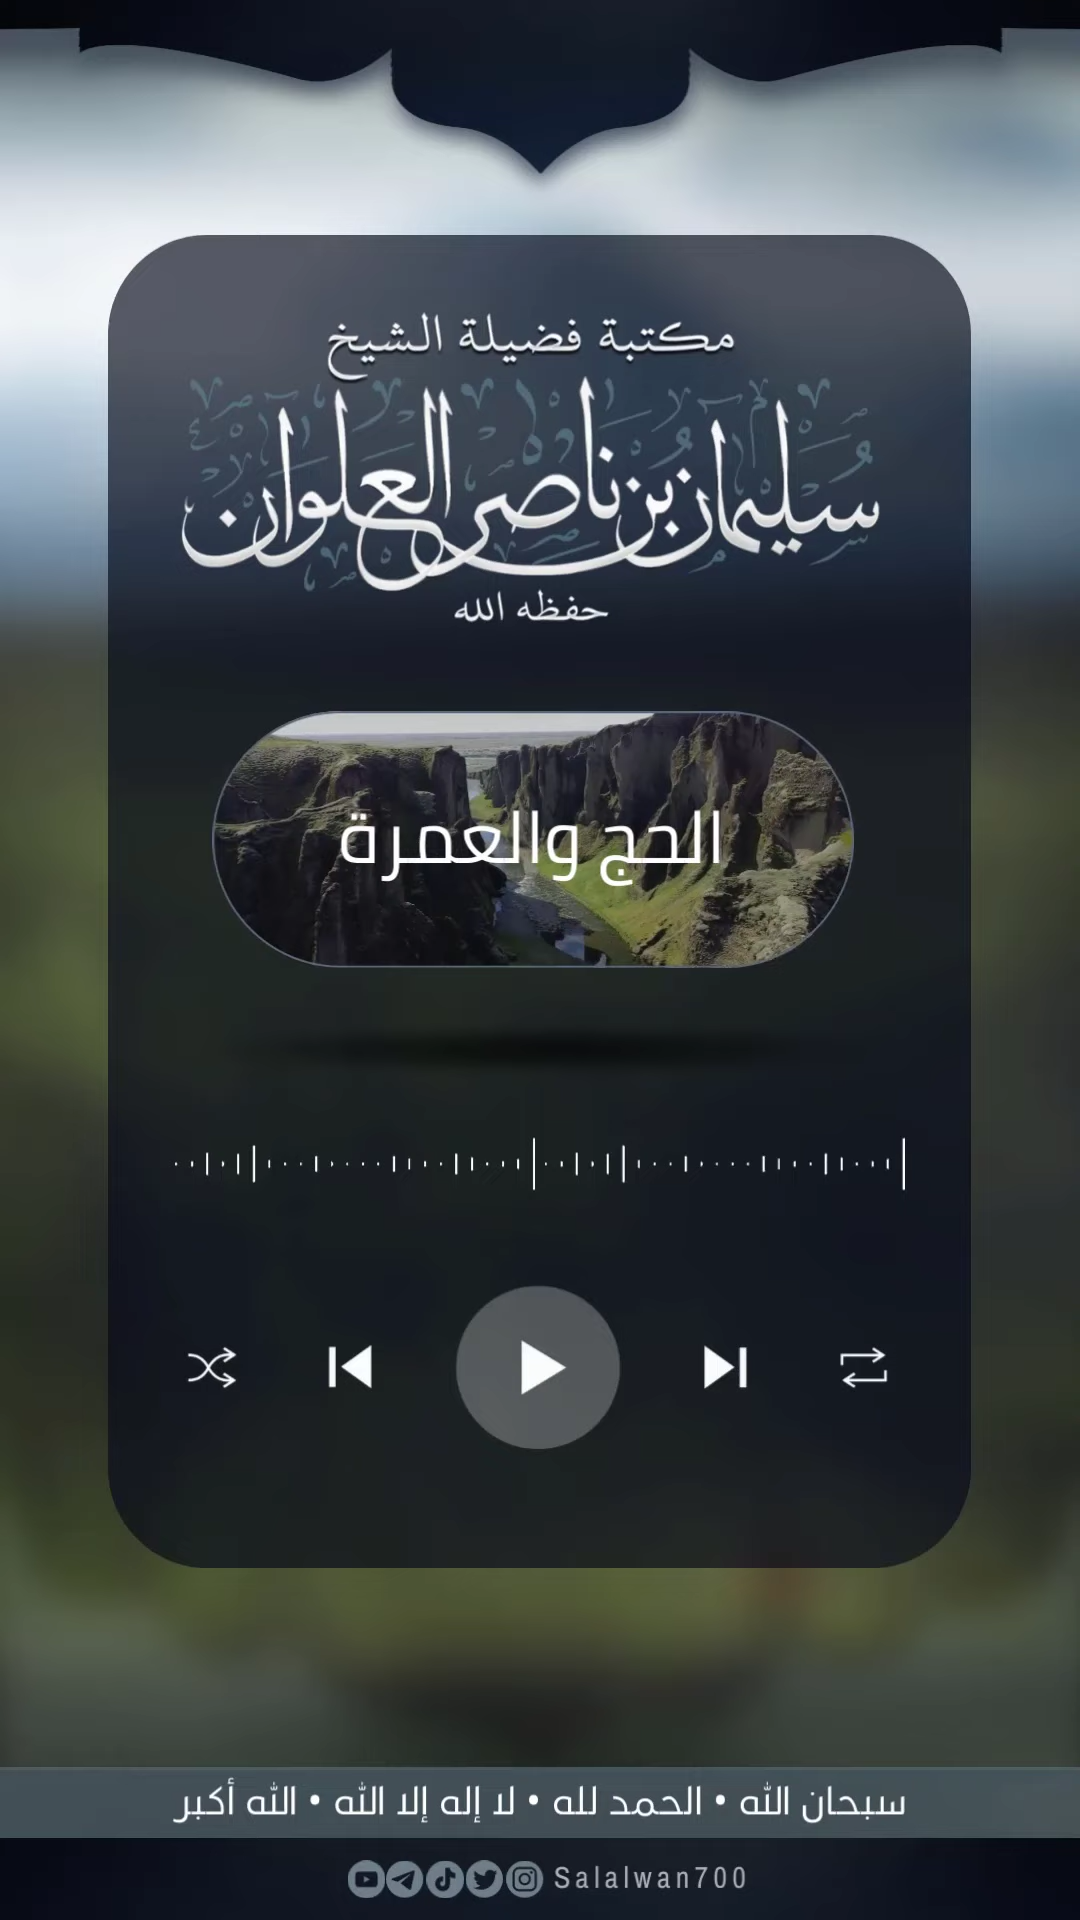 مكتبة فضيلة الشيخ
سليمان بن ناصر العلوان
حفظه الله
الحج والعمرة
سبحان الله • الحمد لله • لا إله إلا الله • الله أكبر
Salalwan700